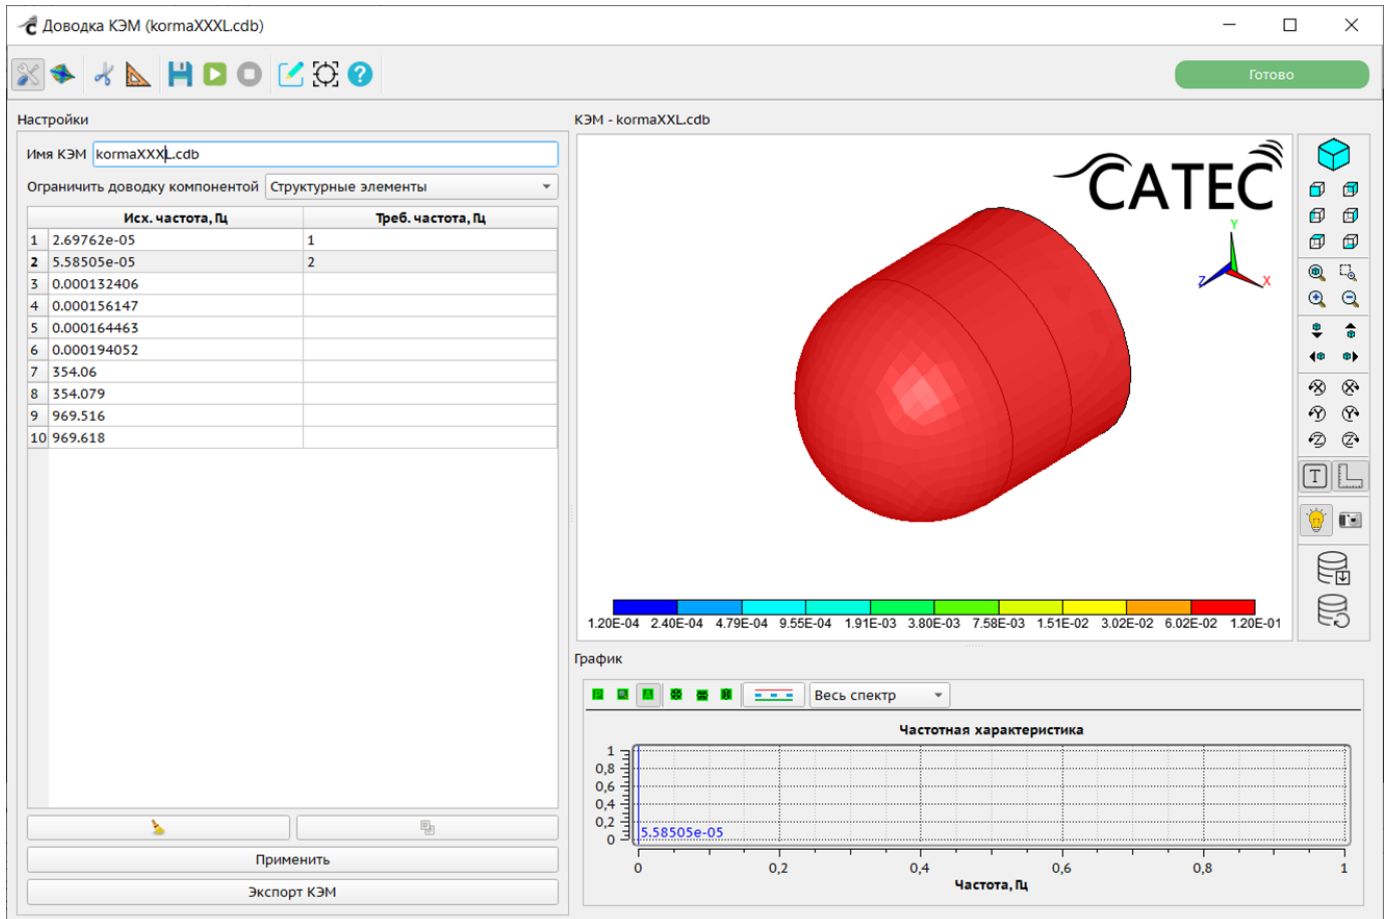 Доводка КЭМ (kormaXXXL.cdb)
Готово
Настройки
Имя КЭМ kormaXXXL.cdb
Ограничить доводку компонентой Структурные элементы
Исх. частота, Гц Треб. частота, Гц
1 2.69762e-05 1
2 5.58505e-05 2
3 0.000132406
4 0.000156147
5 0.000164463
6 0.000194052
7 354.06
8 354.079
9 969.516
10 969.618
Применить
Экспорт КЭМ
КЭМ - kormaXXL.cdb
CATEC
Y
Z X
1.20E-04 2.40E-04 4.79E-04 9.55E-04 1.91E-03 3.80E-03 7.58E-03 1.51E-02 3.02E-02 6.02E-02 1.20E-01
X X
Y Y
Z Z
T
График
Весь спектр
Частотная характеристика
1
0,8
0,6
0,4
0,2
0
5.58505e-05
0 0,2 0,4 0,6 0,8 1
Частота, Гц